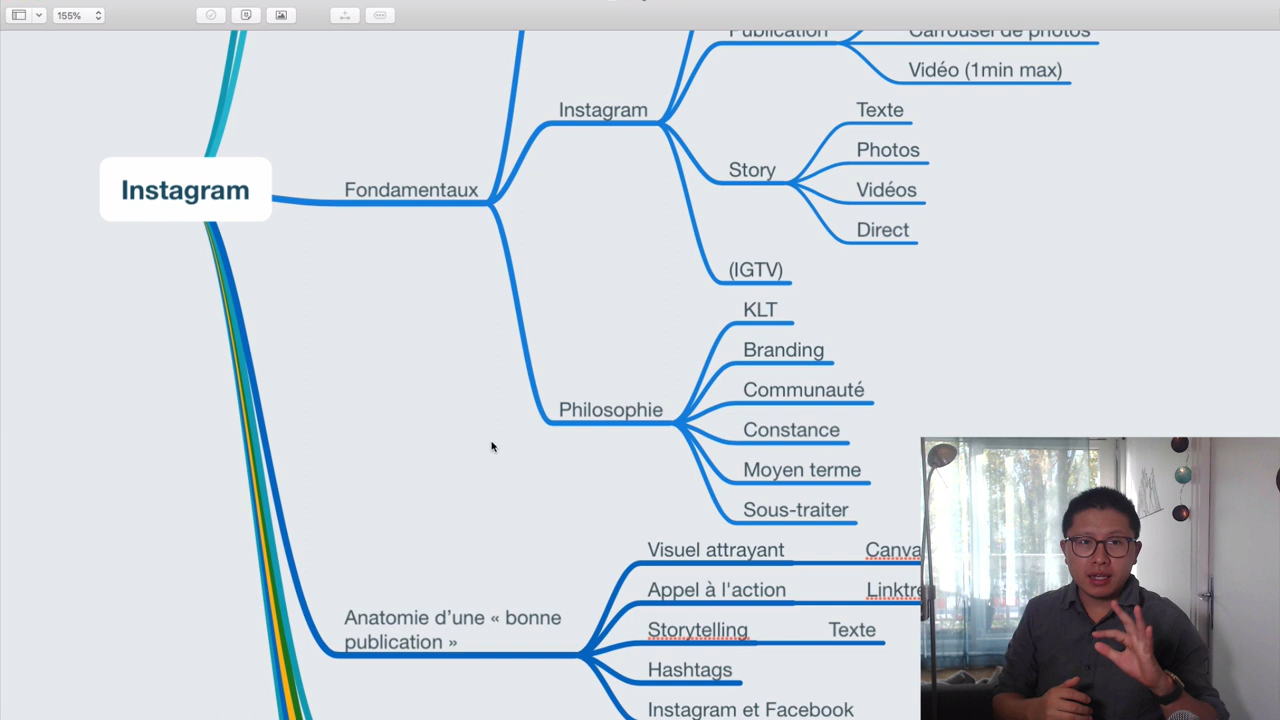 155%
Publication
Carrousel de photos
Vidéo (1min max)
Instagram
Texte
Story
Photos
Vidéos
Direct
Instagram
Fondamentaux
(IGTV)
KLT
Branding
Communauté
Philosophie
Constance
Moyen terme
Sous-traiter
Visuel attrayant
Canva
Appel à l'action
Linktre
Anatomie d’une « bonne
publication »
Storytelling
Texte
Hashtags
Instagram et Facebook